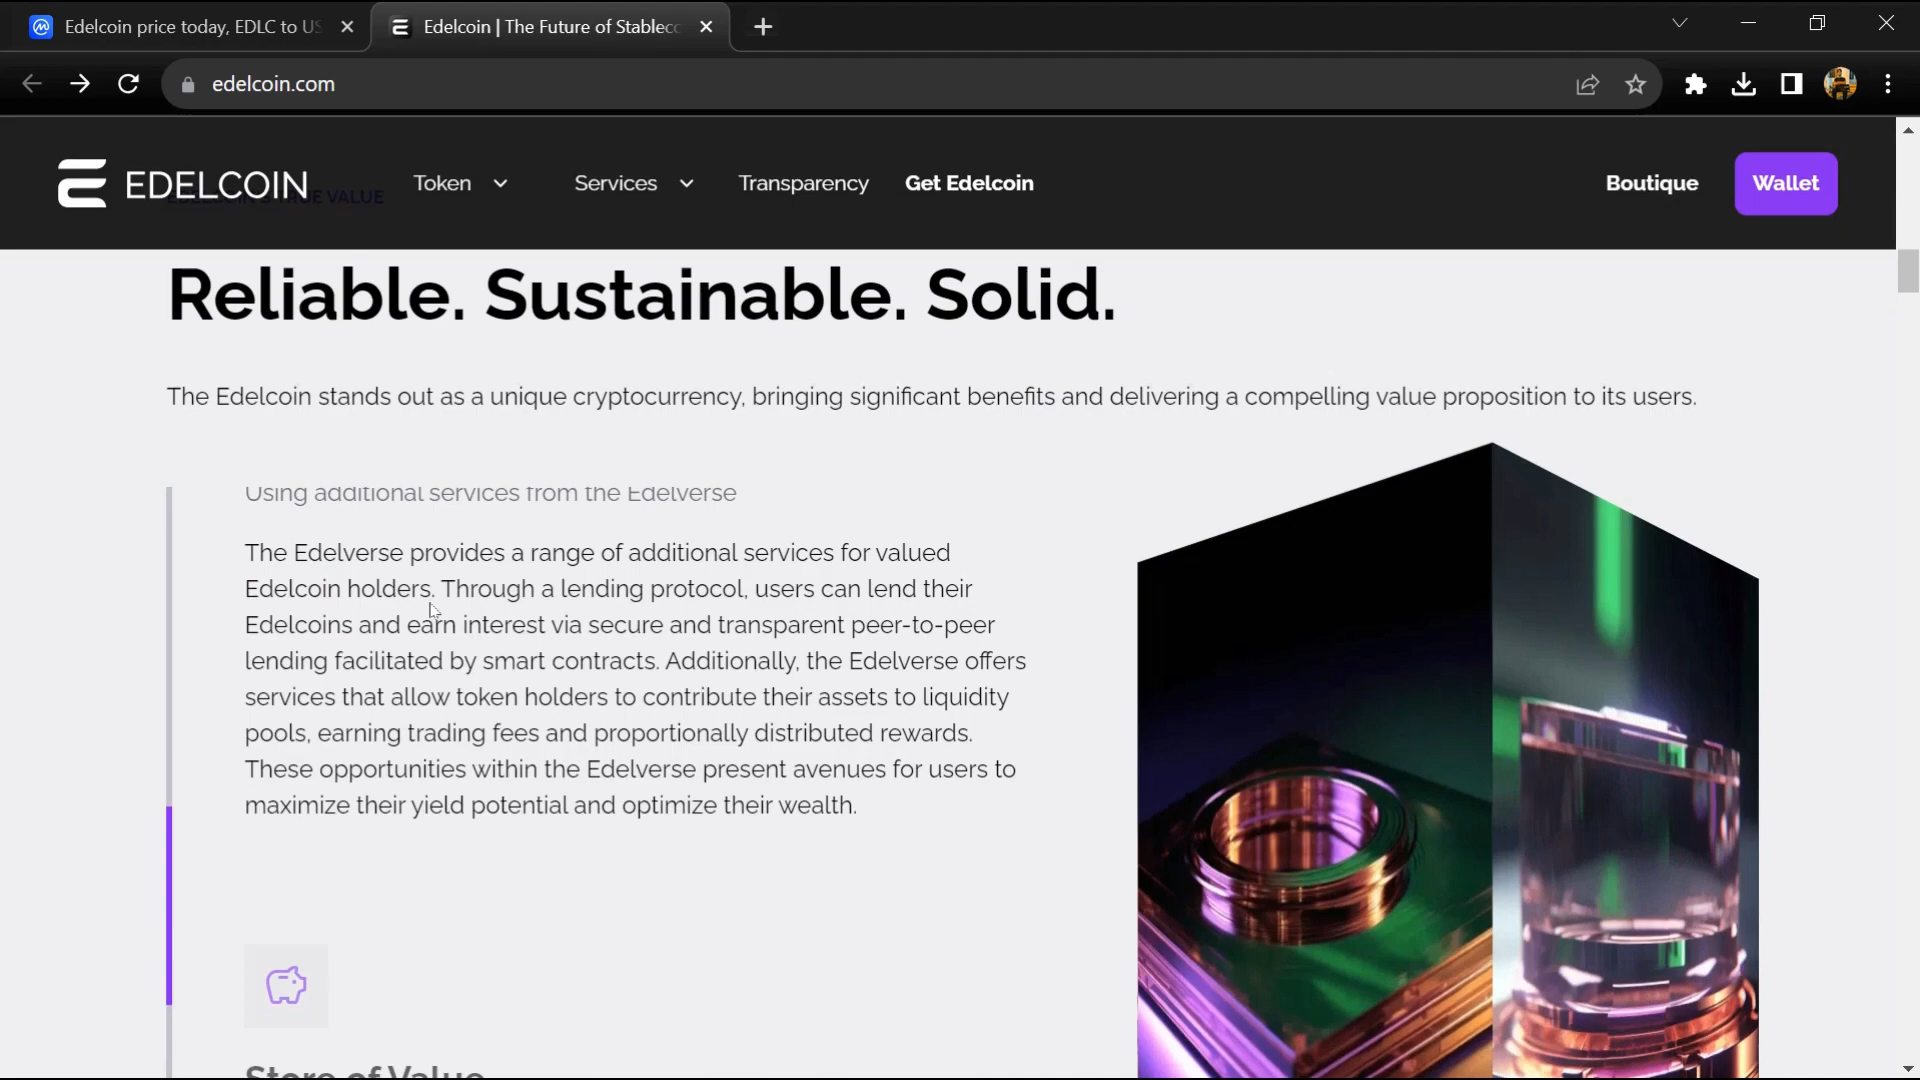 Edelcoin price today, EDLC to US
Edelcoin | The Future of Stablecc
edelcoin.com
EDELCOIN
Token
Services
Transparency
Get Edelcoin
Boutique
Wallet
TRUE VALUE
Reliable. Sustainable. Solid.
The Edelcoin stands out as a unique cryptocurrency, bringing significant benefits and delivering a compelling value proposition to its users.
Using additional services from the Edelverse
The Edelverse provides a range of additional services for valued
Edelcoin holders. Through a lending protocol, users can lend their
Edelcoins and earn interest via secure and transparent peer-to-peer
lending facilitated by smart contracts. Additionally, the Edelverse offers
services that allow token holders to contribute their assets to liquidity
pools, earning trading fees and proportionally distributed rewards.
These opportunities within the Edelverse present avenues for users to
maximize their yield potential and optimize their wealth.
Store of Value